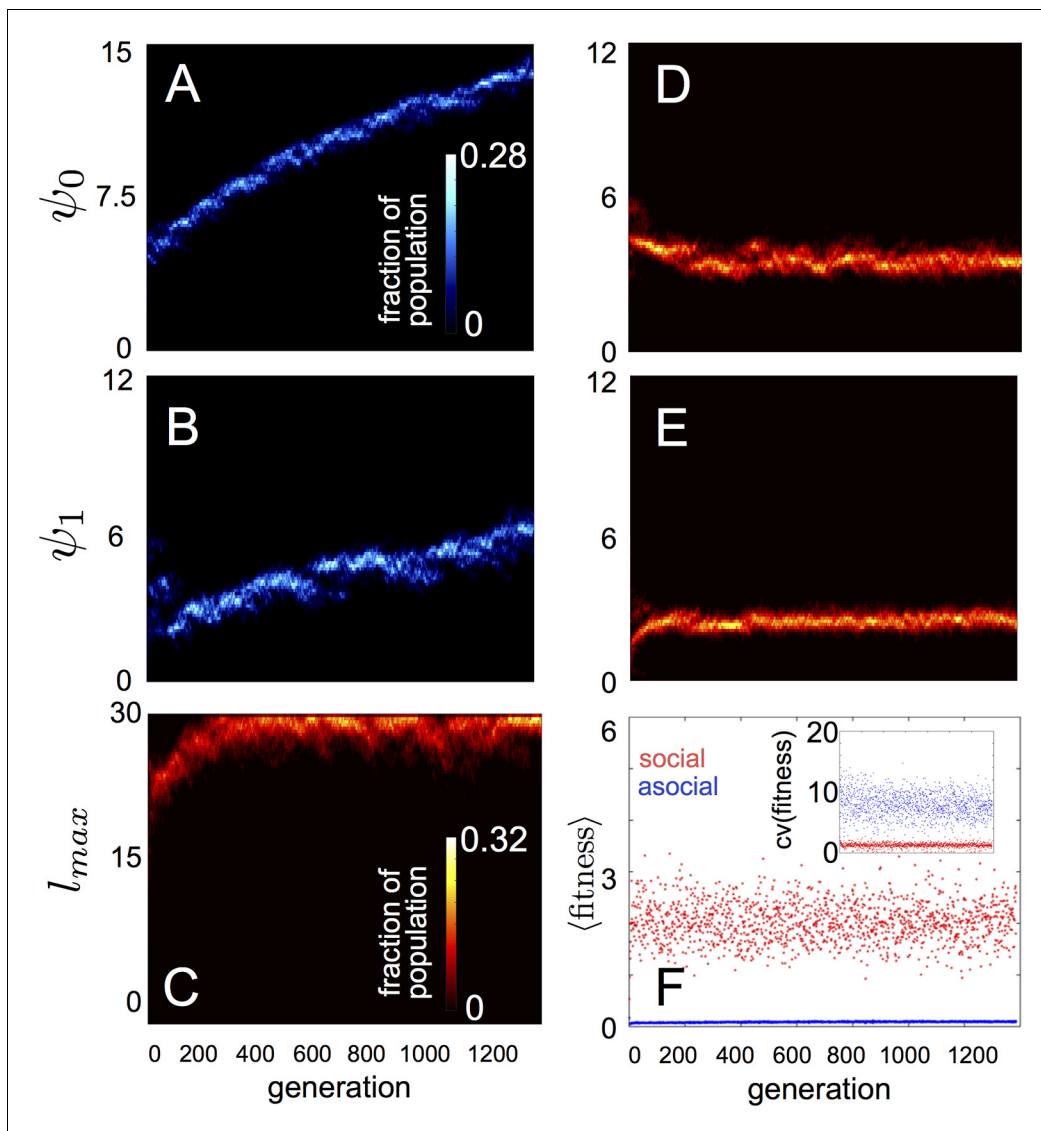 15
A
7.5
ψ0
0
0.28
fraction of
population
0
12
D
6
0
12
B
6
ψ1
0
12
E
6
0
30
15
lmax
0
C
0.32
fraction of
population
0
0 200 400 600 800 1000 1200
generation
6
3
0
⟨fitness⟩
social
asocial
20
10
0
cv(fitness)
F
0 200 400 600 800 1000 1200
generation